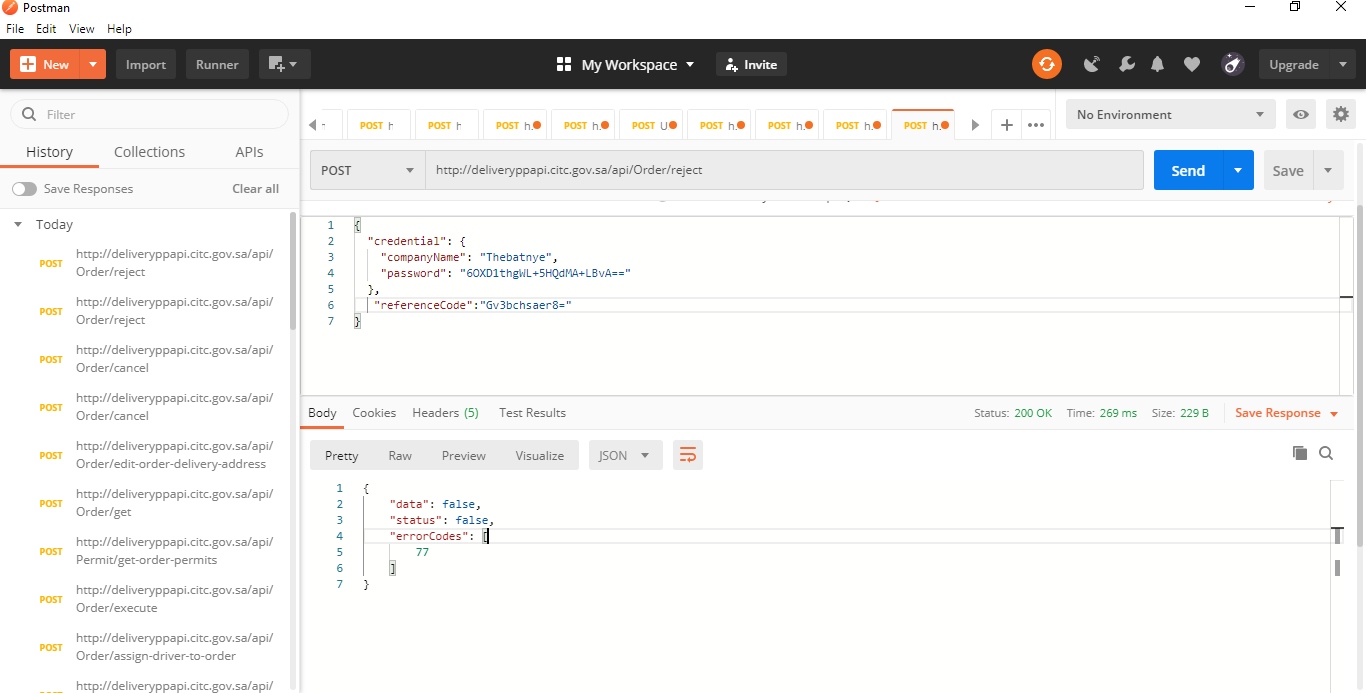 Postman
File Edit View Help
New Import Runner My Workspace Invite Upgrade
Filter
History Collections APIs
Save Responses Clear all
Today
POST http://deliveryppapi.citc.gov.sa/api/
Order/reject
POST http://deliveryppapi.citc.gov.sa/api/
Order/reject
POST http://deliveryppapi.citc.gov.sa/api/
Order/cancel
POST http://deliveryppapi.citc.gov.sa/api/
Order/cancel
POST http://deliveryppapi.citc.gov.sa/api/
Order/edit-order-delivery-address
POST http://deliveryppapi.citc.gov.sa/api/
Order/get
POST http://deliveryppapi.citc.gov.sa/api/
Permit/get-order-permits
POST http://deliveryppapi.citc.gov.sa/api/
Order/execute
POST http://deliveryppapi.citc.gov.sa/api/
Order/assign-driver-to-order
http://deliveryppapi.citc.gov.sa/api/
POST h POST h POST h. POST h. POST U POST h. POST h. POST h. POST h.
No Environment
POST http://deliveryppapi.citc.gov.sa/api/Order/reject Send Save
1 {
2 "credential": {
3 "companyName": "Thebatnye",
4 "password": "6OXD1thgWL+5HQdMA+LBvA=="
5 },
6 "referenceCode":"Gv3bchsaer8="
7 }
Body Cookies Headers (5) Test Results Status: 200 OK Time: 269 ms Size: 229 B Save Response
Pretty Raw Preview Visualize JSON
1 {
2 "data": false,
3 "status": false,
4 "errorCodes": [
5 77
6 ]
7 }